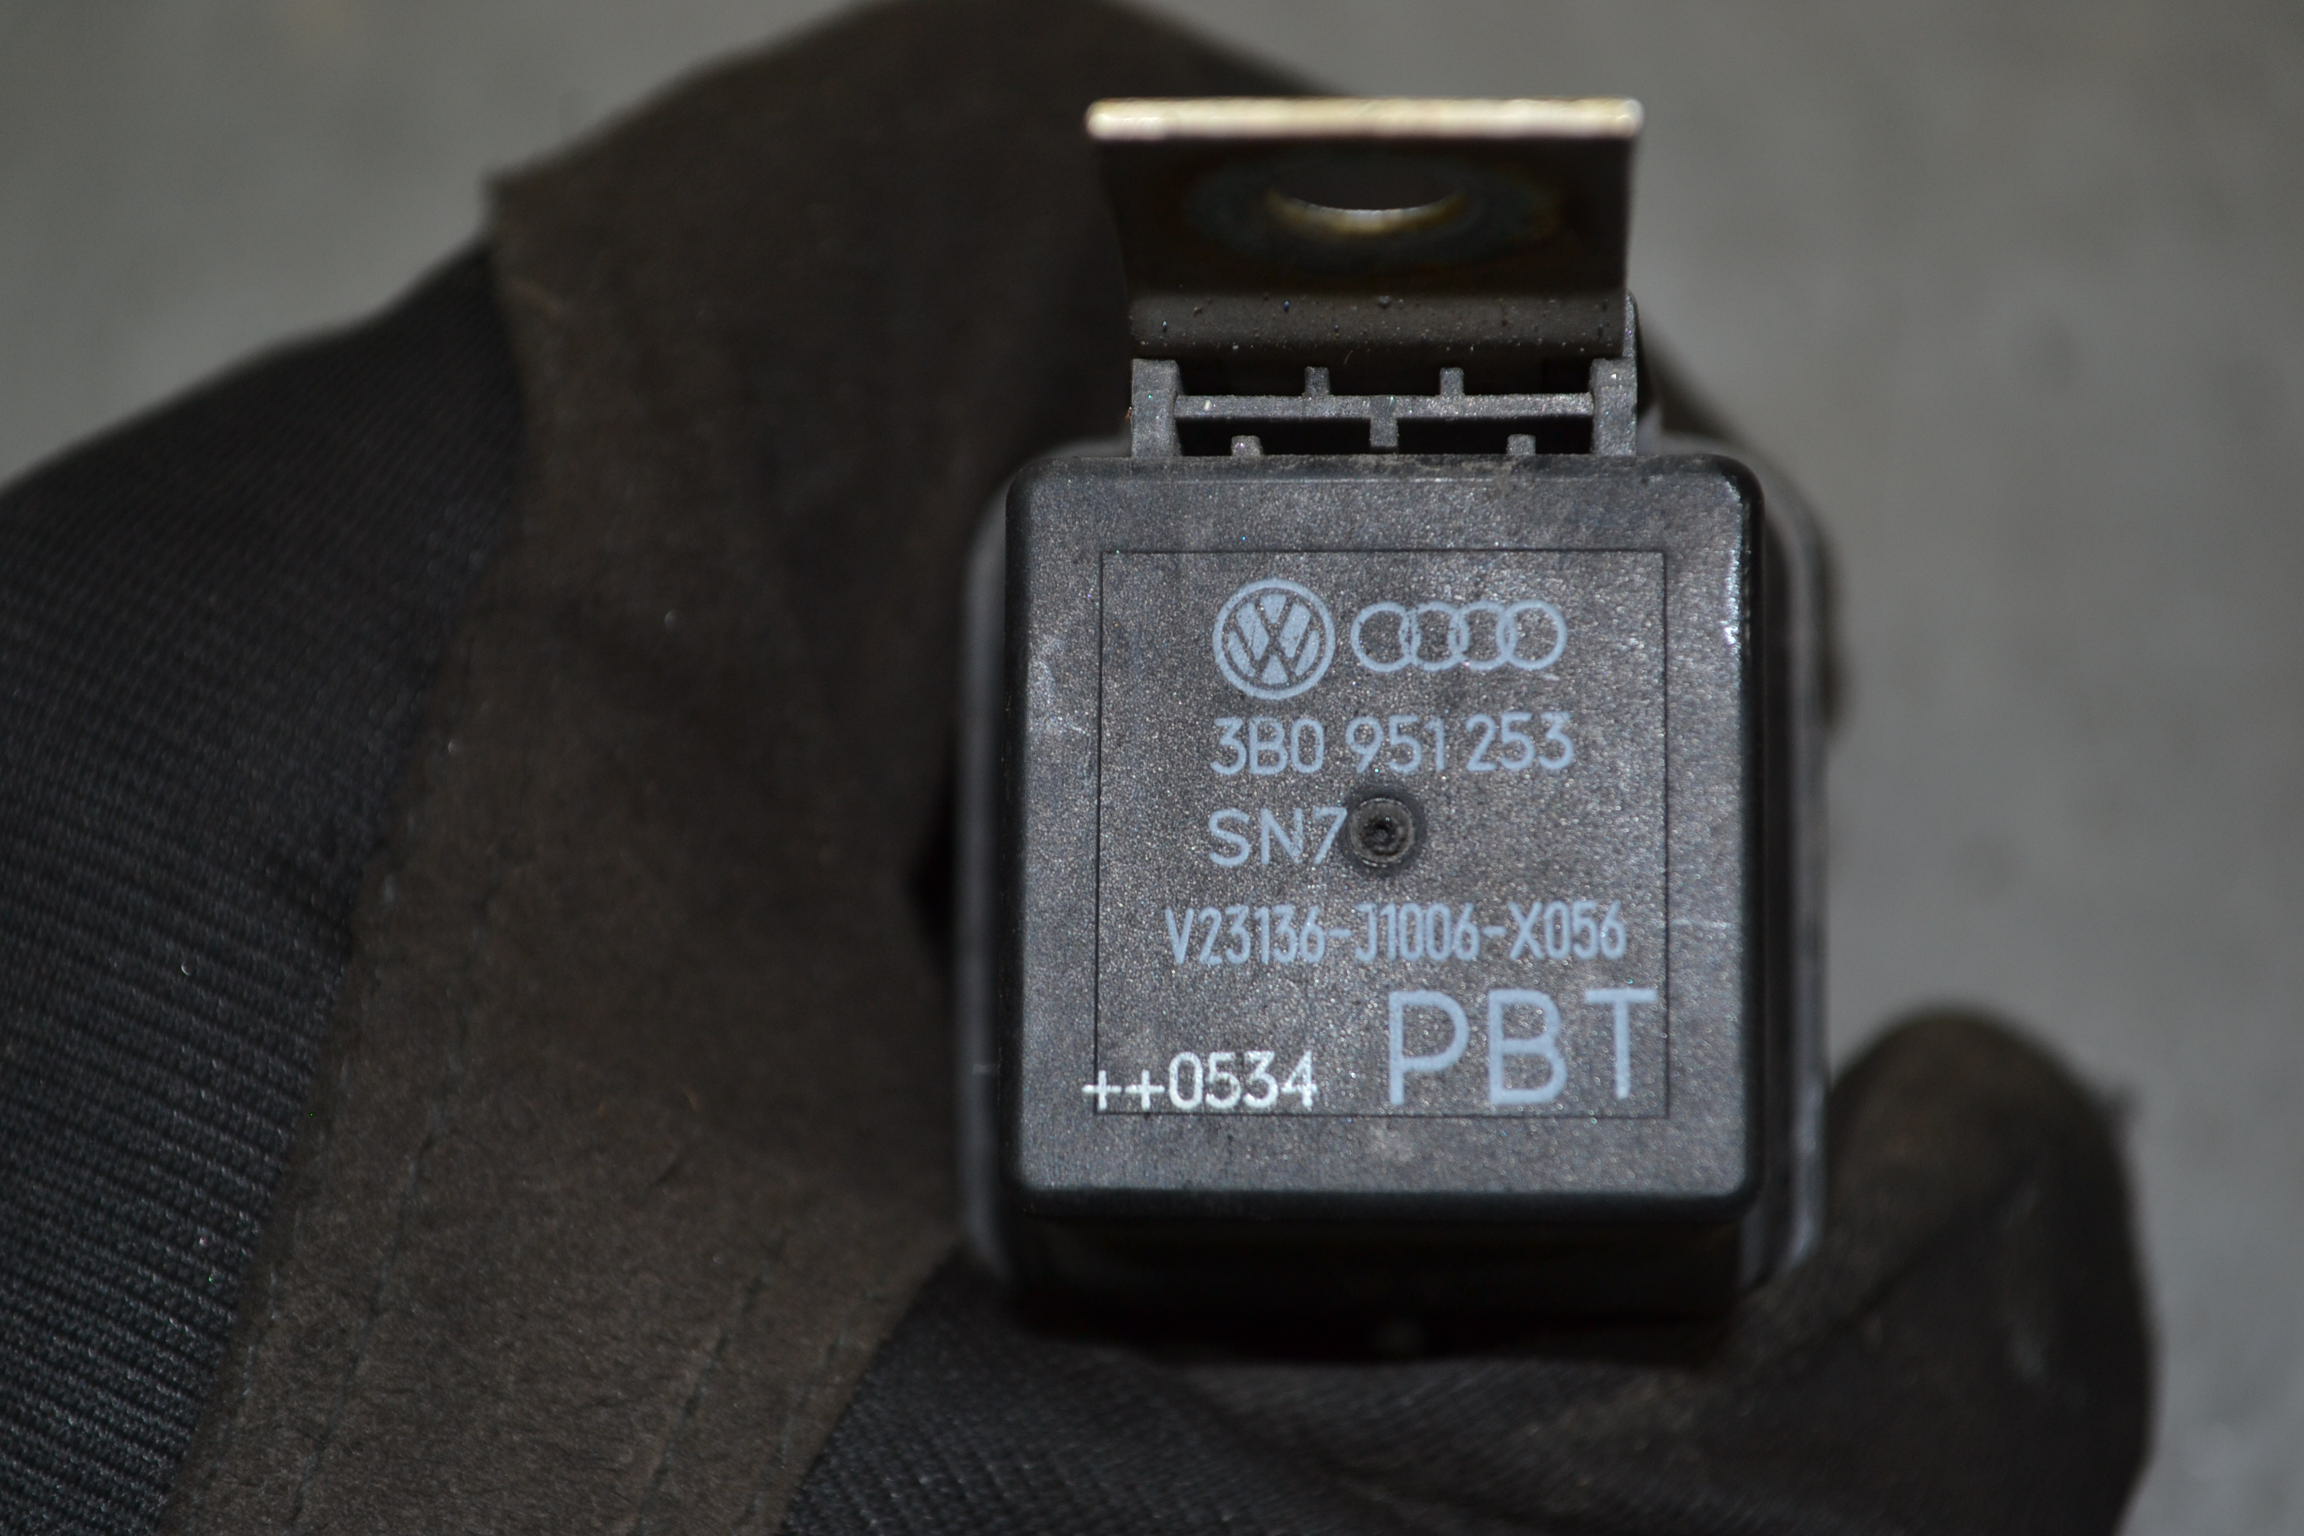 3B0 951 253
SN7
V23136-J1006-X056
++0534 PBT